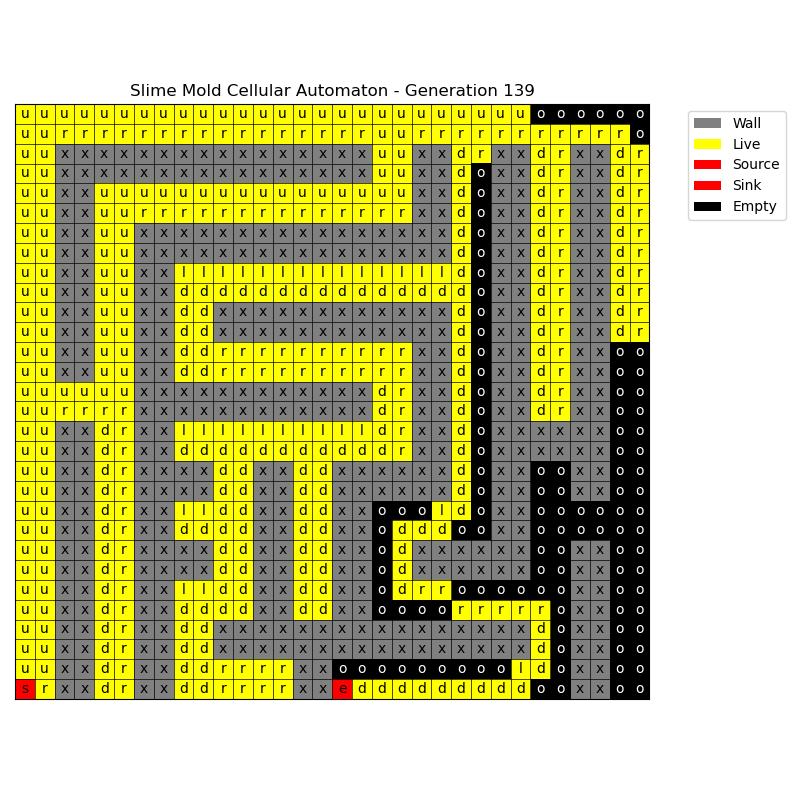 Slime Mold Cellular Automaton - Generation 139
u u u u u u u u u u u u u u u u u u u u u u u u u u o o o o o o
u u r r r r r r r r r r r r r r r r u u r r r r r r r r r r r o
u u x x x x x x x x x x x x x x x x u u x x d r x x d r x x d r
u u x x x x x x x x x x x x x x x x u u x x d o x x d r x x d r
u u x x u u u u u u u u u u u u u u u u x x d o x x d r x x d r
u u x x u u r r r r r r r r r r r r r r x x d o x x d r x x d r
u u x x u u x x x x x x x x x x x x x x x x d o x x d r x x d r
u u x x u u x x x x x x x x x x x x x x x x d o x x d r x x d r
u u x x u u x x l l l l l l l l l l l l l l d o x x d r x x d r
u u x x u u x x d d d d d d d d d d d d d d d o x x d r x x d r
u u x x u u x x d d x x x x x x x x x x x x d o x x d r x x d r
u u x x u u x x d d x x x x x x x x x x x x d o x x d r x x d r
u u x x u u x x d d r r r r r r r r r r x x d o x x d r x x o o
u u x x u u x x d d r r r r r r r r r r x x d o x x d r x x o o
u u u u u u x x x x x x x x x x x x d r x x d o x x d r x x o o
u u r r r r x x x x x x x x x x x x d r x x d o x x d r x x o o
u u x x d r x x l l l l l l l l l l d r x x d o x x x x x x o o
u u x x d r x x d d d d d d d d d d d r x x d o x x x x x x o o
u u x x d r x x x x d d x x d d x x x x x x d o x x o o x x o o
u u x x d r x x x x d d x x d d x x x x x x d o x x o o x x o o
u u x x d r x x l l d d x x d d x x o o o l d o x x o o o o o o
u u x x d r x x d d d d x x d d x x o d d d o o x x o o o o o o
u u x x d r x x x x d d x x d d x x o d x x x x x x o o x x o o
u u x x d r x x x x d d x x d d x x o d x x x x x x o o x x o o
u u x x d r x x l l d d x x d d x x o d r r o o o o o o x x o o
u u x x d r x x d d d d x x d d x x o o o o r r r r r o x x o o
u u x x d r x x d d x x x x x x x x x x x x x x x x d o x x o o
u u x x d r x x d d x x x x x x x x x x x x x x x x d o x x o o
u u x x d r x x d d r r r r x x o o o o o o o o o l d o x x o o
s r x x d r x x d d r r r r x x e d d d d d d d d d o o x x o o
Wall
Live
Source
Sink
Empty